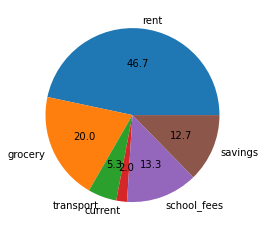 rent
46.7
20.0
grocery
5.3
transport
2.0
current
13.3
school_fees
12.7
savings